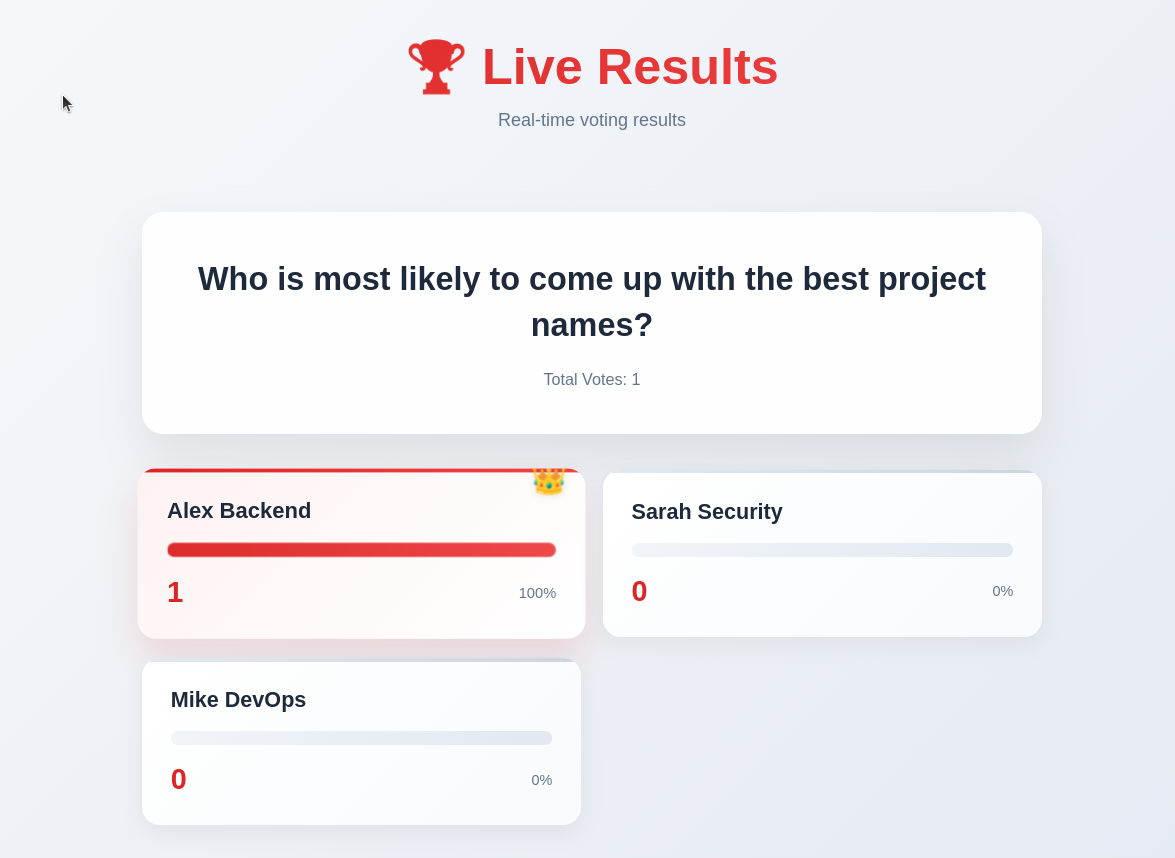 🏆 Live Results
Real-time voting results
Who is most likely to come up with the best project
names?
Total Votes: 1
Alex Backend
1
100%
Sarah Security
0
0%
Mike DevOps
0
0%